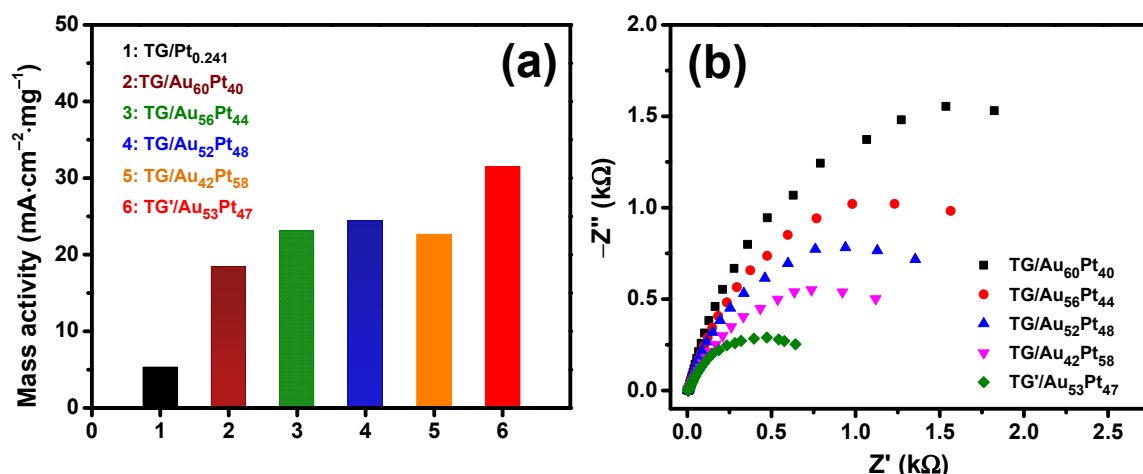 (a)
1: TG/Pt0.241
2:TG/Au60Pt40
3: TG/Au56Pt44
4: TG/Au52Pt48
5: TG/Au42Pt58
6: TG'/Au53Pt47
Mass activity (mA·cm−2·mg−1)
50
40
30
20
10
0
0 1 2 3 4 5 6
(b)
−Z'' (kΩ)
2.0
1.5
1.0
0.5
0.0
TG/Au60Pt40
TG/Au56Pt44
TG/Au52Pt48
TG/Au42Pt58
TG'/Au53Pt47
0.0 0.5 1.0 1.5 2.0 2.5
Z' (kΩ)